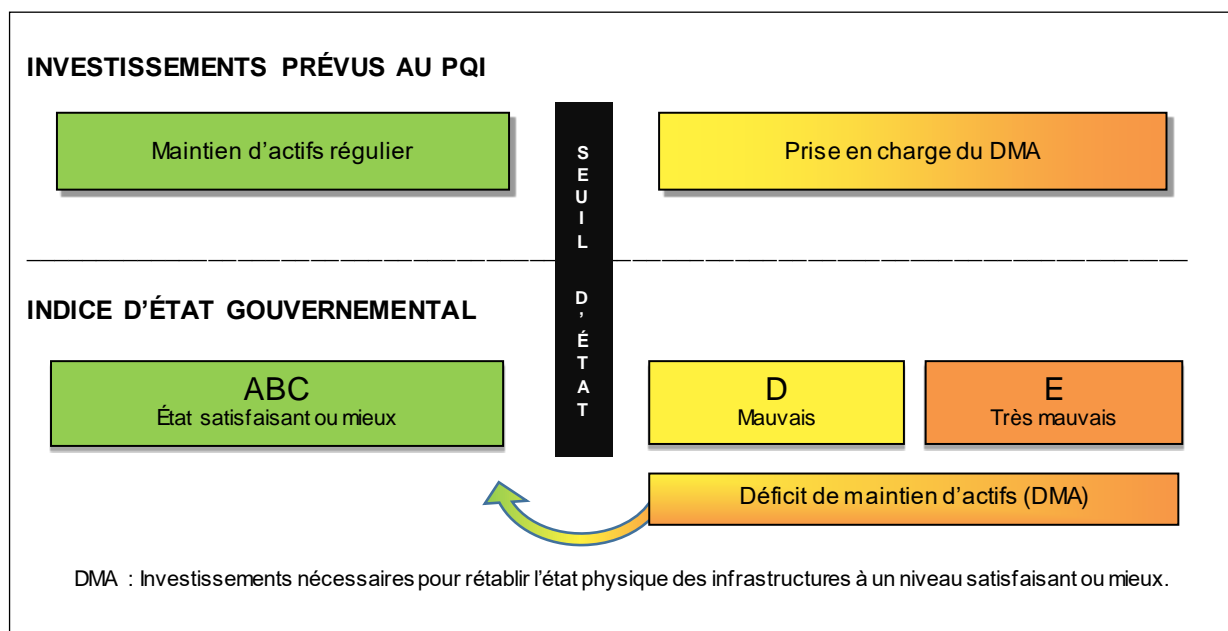 INVESTISSEMENTS PRÉVUS AU PQI
Maintien d'actifs régulier
SEUIL D'ÉTAT
Prise en charge du DMA
INDICE D'ÉTAT GOUVERNEMENTAL
ABC
État satisfaisant ou mieux
D
Mauvais
E
Très mauvais
Déficit de maintien d'actifs (DMA)
DMA : Investissements nécessaires pour rétablir l'état physique des infrastructures à un niveau satisfaisant ou mieux.